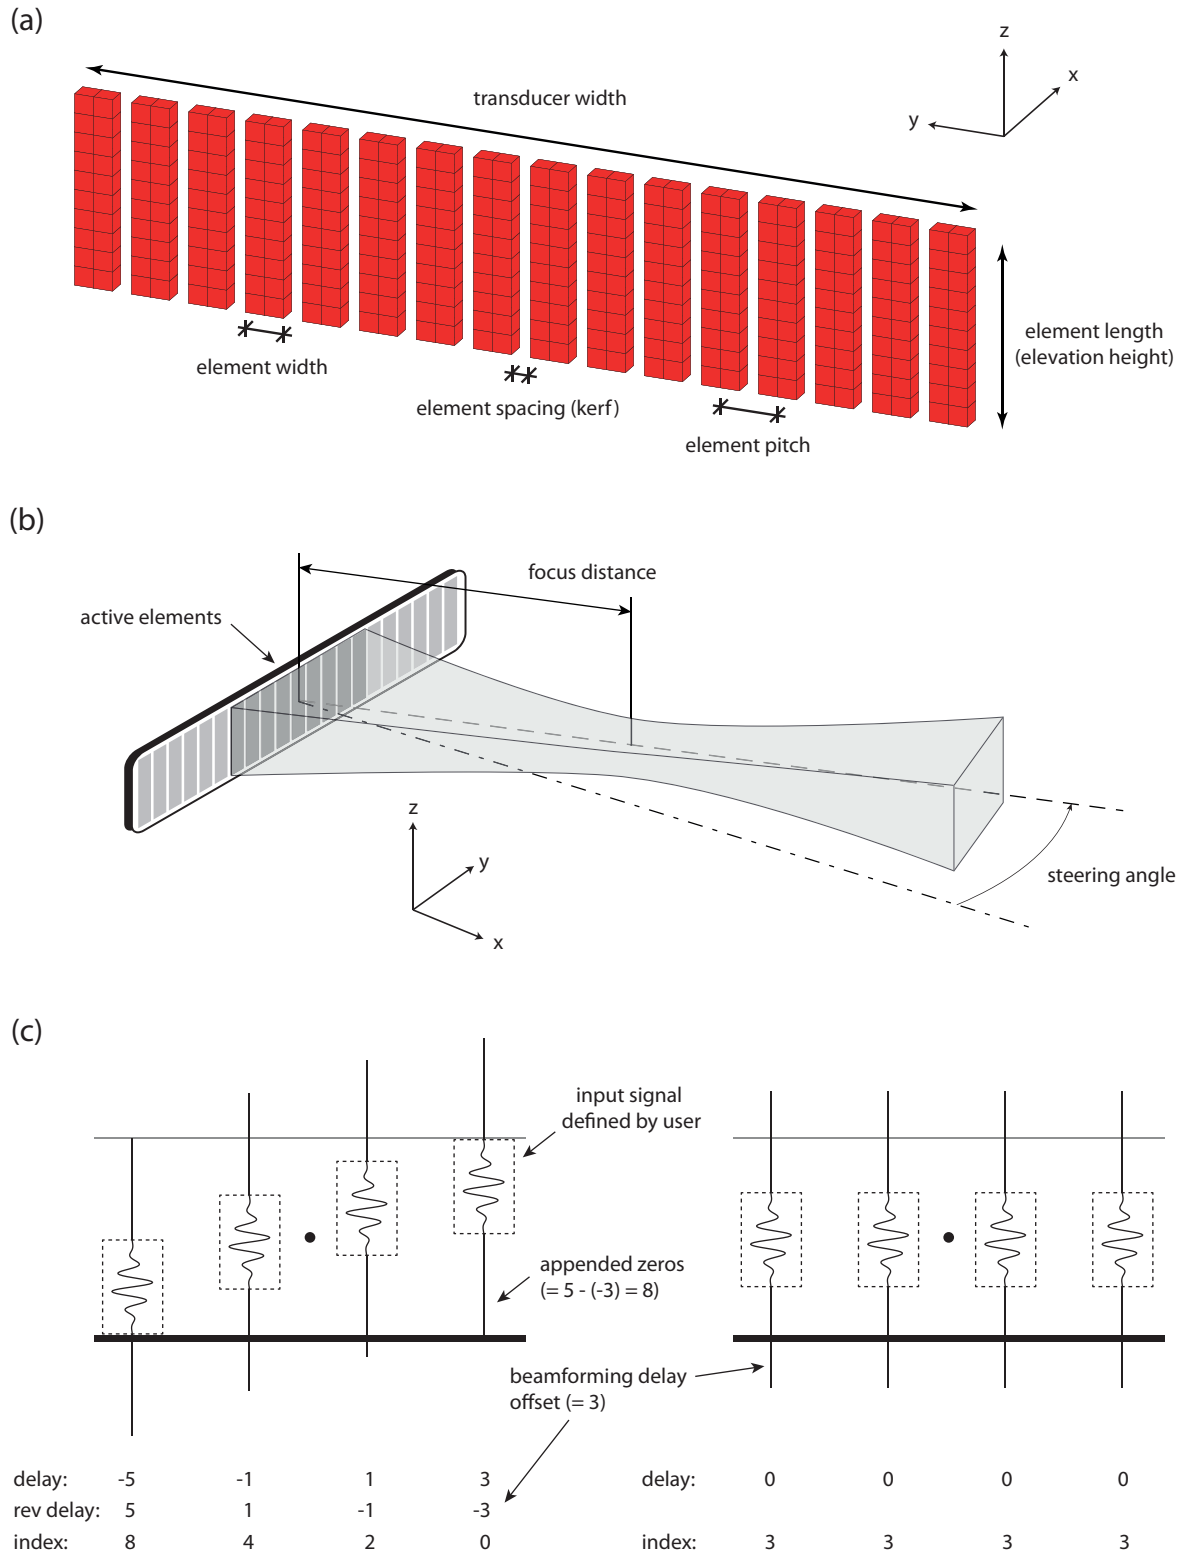 (a)
z
x
y
transducer width
element width
element spacing (kerf)
element pitch
element length
(elevation height)
(b)
focus distance
active elements
z
y
x
steering angle
(c)
input signal
defined by user
appended zeros
(= 5 - (-3) = 8)
beamforming delay
offset (= 3)
delay: -5 -1 1 3
rev delay: 5 1 -1 -3
index: 8 4 2 0
delay: 0 0 0 0
index: 3 3 3 3